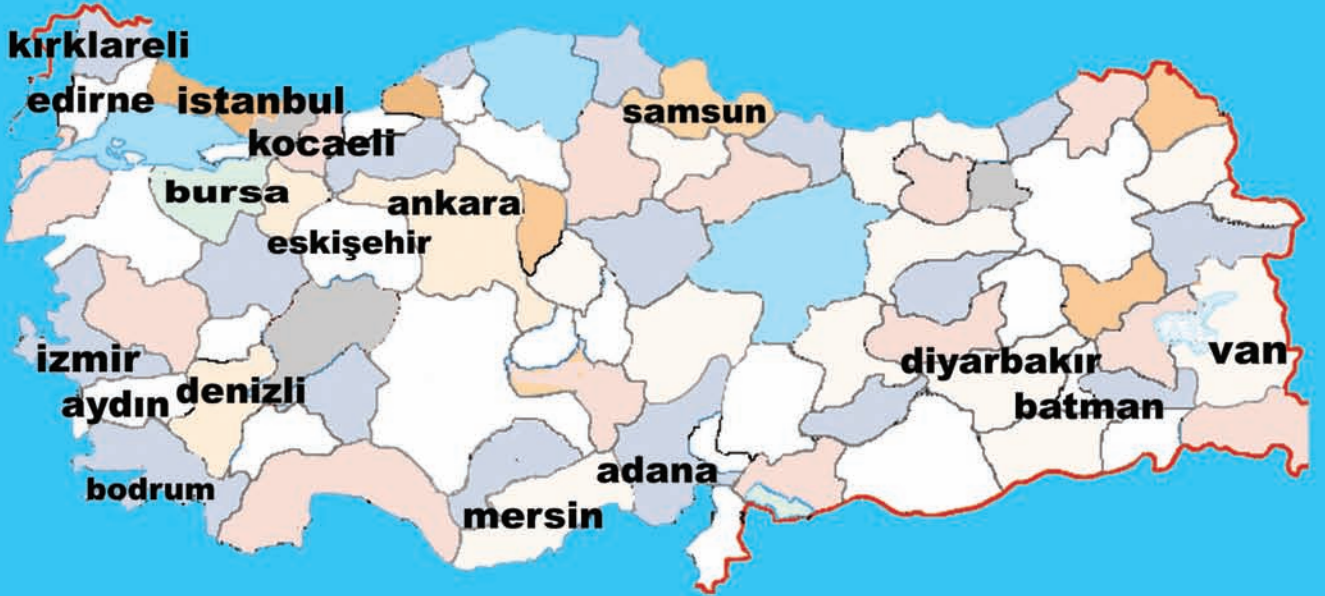 kırklareli
edirne
istanbul
samsun
kocaeli
bursa
ankara
eskişehir
izmir
diyarbakır
van
aydın
denizli
batman
bodrum
adana
mersin